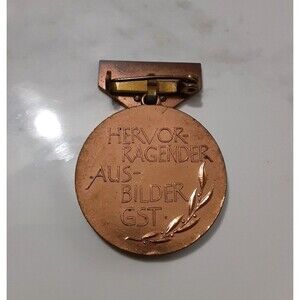 HERVOR-
RAGENDER
·AUS-
BILDER
GST·